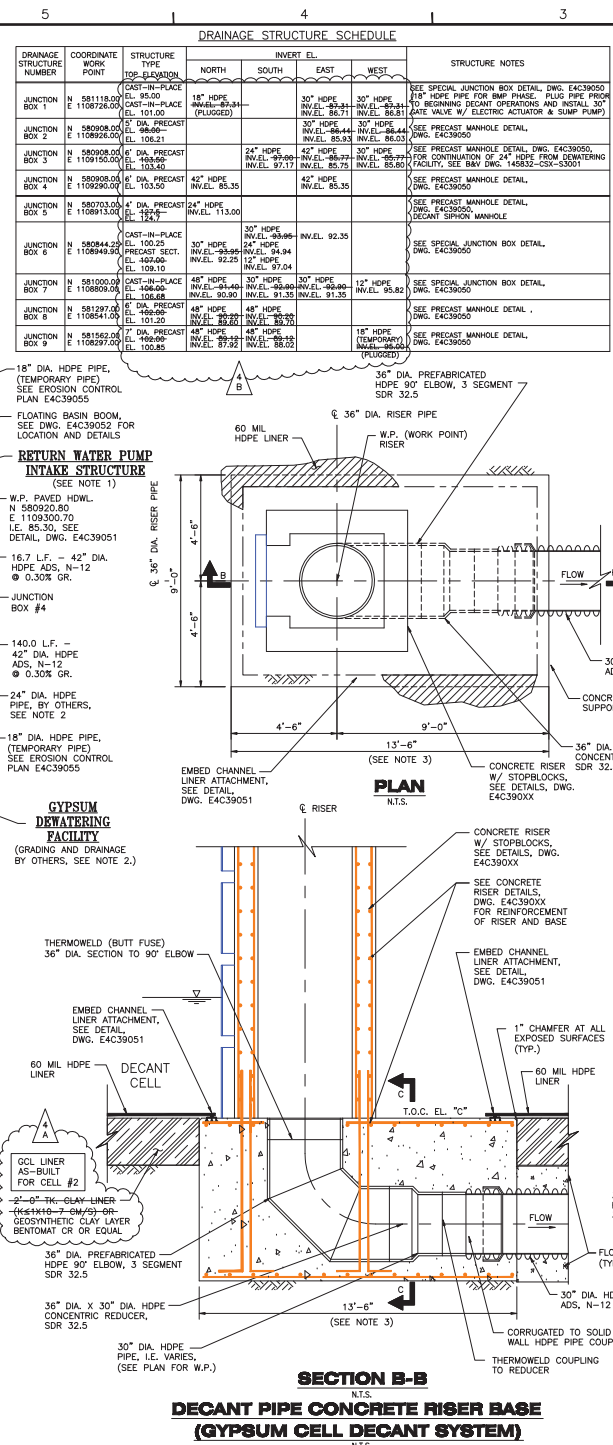 5 4 3
DRAINAGE STRUCTURE SCHEDULE
DRAINAGE STRUCTURE NUMBER
COORDINATE WORK POINT
STRUCTURE TYPE TOP ELEVATION
INVERT EL.
NORTH SOUTH EAST WEST
STRUCTURE NOTES
JUNCTION BOX 1
N 581118.00
E 1108726.00
CAST-IN-PLACE
EL. 95.00
CAST-IN-PLACE
EL. 101.00
18" HDPE
INV.EL. 87.31
(PLUGGED)
30" HDPE
INV.EL. 87.31
INV.EL. 86.71
30" HDPE
INV.EL. 87.31
INV.EL. 86.81
SEE SPECIAL JUNCTION BOX DETAIL, DWG. E4C39050
(18" HDPE PIPE FOR BMP PHASE. PLUG PIPE PRIOR
TO BEGINNING DECANT OPERATIONS AND INSTALL 30"
GATE VALVE W/ ELECTRIC ACTUATOR & SUMP PUMP)
JUNCTION BOX 2
N 580908.00
E 1108926.00
5' DIA. PRECAST
EL. 98.00
EL. 106.21
30" HDPE
INV.EL. 86.44
INV.EL. 85.93
30" HDPE
INV.EL. 86.44
INV.EL. 86.03
SEE PRECAST MANHOLE DETAIL,
DWG. E4C39050
JUNCTION BOX 3
N 580908.00
E 1109150.00
6' DIA. PRECAST
EL. 103.50
EL. 103.40
24" HDPE
INV.EL. 97.00
INV.EL. 97.17
42" HDPE
INV.EL. 85.77
INV.EL. 85.75
30" HDPE
INV.EL. 85.77
INV.EL. 85.80
SEE PRECAST MANHOLE DETAIL, DWG. E4C39050,
FOR CONTINUATION OF 24" HDPE FROM DEWATERING
FACILITY, SEE B&V DWG. 145832-CSX-S3001
JUNCTION BOX 4
N 580908.00
E 1109290.00
6' DIA. PRECAST
EL. 103.50
42" HDPE
INV.EL. 85.35
42" HDPE
INV.EL. 85.35
SEE PRECAST MANHOLE DETAIL,
DWG. E4C39050
JUNCTION BOX 5
N 580703.00
E 1108913.00
4' DIA. PRECAST
EL. 127.6
EL. 124.7
24" HDPE
INV.EL. 113.00
SEE PRECAST MANHOLE DETAIL,
DWG. E4C39050,
DECANT SIPHON MANHOLE
JUNCTION BOX 6
N 580844.25
E 1108949.90
CAST-IN-PLACE
EL. 100.25
PRECAST SECT.
EL. 107.00
EL. 109.10
30" HDPE
INV.EL. 93.95
INV.EL. 92.25
30" HDPE
INV.EL. 93.95
24" HDPE
INV.EL. 94.94
12" HDPE
INV.EL. 97.04
INV.EL. 92.35
SEE SPECIAL JUNCTION BOX DETAIL,
DWG. E4C39050
JUNCTION BOX 7
N 581000.00
E 1108809.00
CAST-IN-PLACE
EL. 106.00
EL. 106.68
48" HDPE
INV.EL. 91.40
INV.EL. 90.90
30" HDPE
INV.EL. 92.90
INV.EL. 91.35
30" HDPE
INV.EL. 92.90
INV.EL. 91.35
12" HDPE
INV.EL. 95.82
SEE SPECIAL JUNCTION BOX DETAIL,
DWG. E4C39050
JUNCTION BOX 8
N 581297.00
E 1108541.00
6' DIA. PRECAST
EL. 102.00
EL. 101.20
48" HDPE
INV.EL. 90.20
INV.EL. 89.60
48" HDPE
INV.EL. 90.20
INV.EL. 89.70
SEE PRECAST MANHOLE DETAIL ,
DWG. E4C39050
JUNCTION BOX 9
N 581562.00
E 1108297.00
7' DIA. PRECAST
EL. 102.00
EL. 100.85
48" HDPE
INV.EL. 89.12
INV.EL. 87.92
48" HDPE
INV.EL. 89.12
INV.EL. 88.02
18" HDPE
(TEMPORARY)
INV.EL. 95.00
(PLUGGED)
SEE PRECAST MANHOLE DETAIL,
DWG. E4C39050
4
B
18" DIA. HDPE PIPE,
(TEMPORARY PIPE)
SEE EROSION CONTROL
PLAN E4C39055
FLOATING BASIN BOOM,
SEE DWG. E4C39052 FOR
LOCATION AND DETAILS
RETURN WATER PUMP
INTAKE STRUCTURE
(SEE NOTE 1)
W.P. PAVED HDWL.
N 580920.80
E 1109300.70
I.E. 85.30, SEE
DETAIL, DWG. E4C39051
16.7 L.F. - 42" DIA.
HDPE ADS, N-12
@ 0.30% GR.
JUNCTION
BOX #4
140.0 L.F. -
42" DIA. HDPE
ADS, N-12
@ 0.30% GR.
24" DIA. HDPE
PIPE, BY OTHERS,
SEE NOTE 2
18" DIA. HDPE PIPE,
(TEMPORARY PIPE)
SEE EROSION CONTROL
PLAN E4C39055
GYPSUM
DEWATERING
FACILITY
(GRADING AND DRAINAGE
BY OTHERS, SEE NOTE 2.)
36" DIA. PREFABRICATED
HDPE 90° ELBOW, 3 SEGMENT
SDR 32.5
℄ 36" DIA. RISER PIPE
60 MIL
HDPE LINER
W.P. (WORK POINT)
RISER
℄ 36" DIA. RISER PIPE
9'-0"
4'-6"
4'-6"
B
FLOW
30
AD
CONCR
SUPPO
4'-6"
9'-0"
13'-6"
(SEE NOTE 3)
36" DIA.
CONCENT
SDR 32.
EMBED CHANNEL
LINER ATTACHMENT,
SEE DETAIL,
DWG. E4C39051
CONCRETE RISER
W/ STOPBLOCKS,
SEE DETAILS, DWG.
E4C390XX
PLAN
N.T.S.
℄ RISER
CONCRETE RISER
W/ STOPBLOCKS,
SEE DETAILS, DWG.
E4C390XX
SEE CONCRETE
RISER DETAILS,
DWG. E4C390XX
FOR REINFORCEMENT
OF RISER AND BASE
THERMOWELD (BUTT FUSE)
36" DIA. SECTION TO 90° ELBOW
EMBED CHANNEL
LINER ATTACHMENT,
SEE DETAIL,
DWG. E4C39051
EMBED CHANNEL
LINER ATTACHMENT,
SEE DETAIL,
DWG. E4C39051
1" CHAMFER AT ALL
EXPOSED SURFACES
(TYP.)
60 MIL HDPE
LINER
DECANT
CELL
60 MIL HDPE
LINER
C
T.O.C. EL. "C"
4
A
GCL LINER
AS-BUILT
FOR CELL #2
2'-0" TK. CLAY LINER
(K≤1X10-7 CM/S) OR
GEOSYNTHETIC CLAY LAYER
BENTOMAT CR OR EQUAL
FLOW
36" DIA. PREFABRICATED
HDPE 90° ELBOW, 3 SEGMENT
SDR 32.5
FLO
(TY
36" DIA. X 30" DIA. HDPE
CONCENTRIC REDUCER,
SDR 32.5
C
13'-6"
(SEE NOTE 3)
30" DIA. HD
ADS, N-12
30" DIA. HDPE
PIPE, I.E. VARIES,
(SEE PLAN FOR W.P.)
CORRUGATED TO SOLID
WALL HDPE PIPE COUP
THERMOWELD COUPLING
TO REDUCER
SECTION B-B
N.T.S.
DECANT PIPE CONCRETE RISER BASE
(GYPSUM CELL DECANT SYSTEM)
N.T.S.